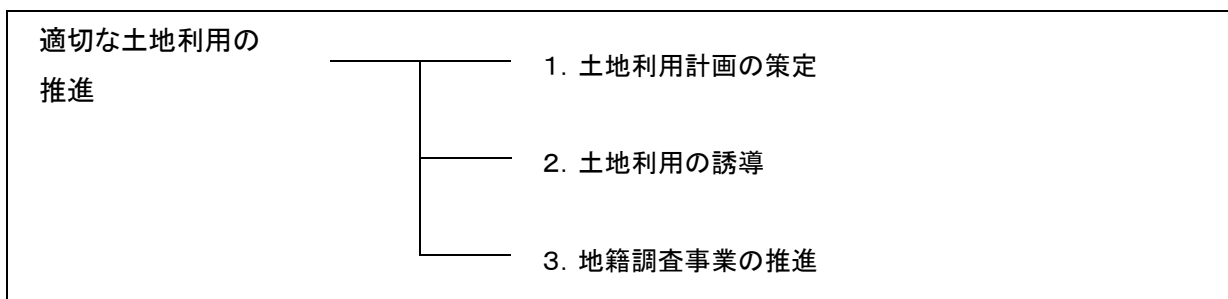 適切な土地利用の
推進
１．土地利用計画の策定
２．土地利用の誘導
３．地籍調査事業の推進